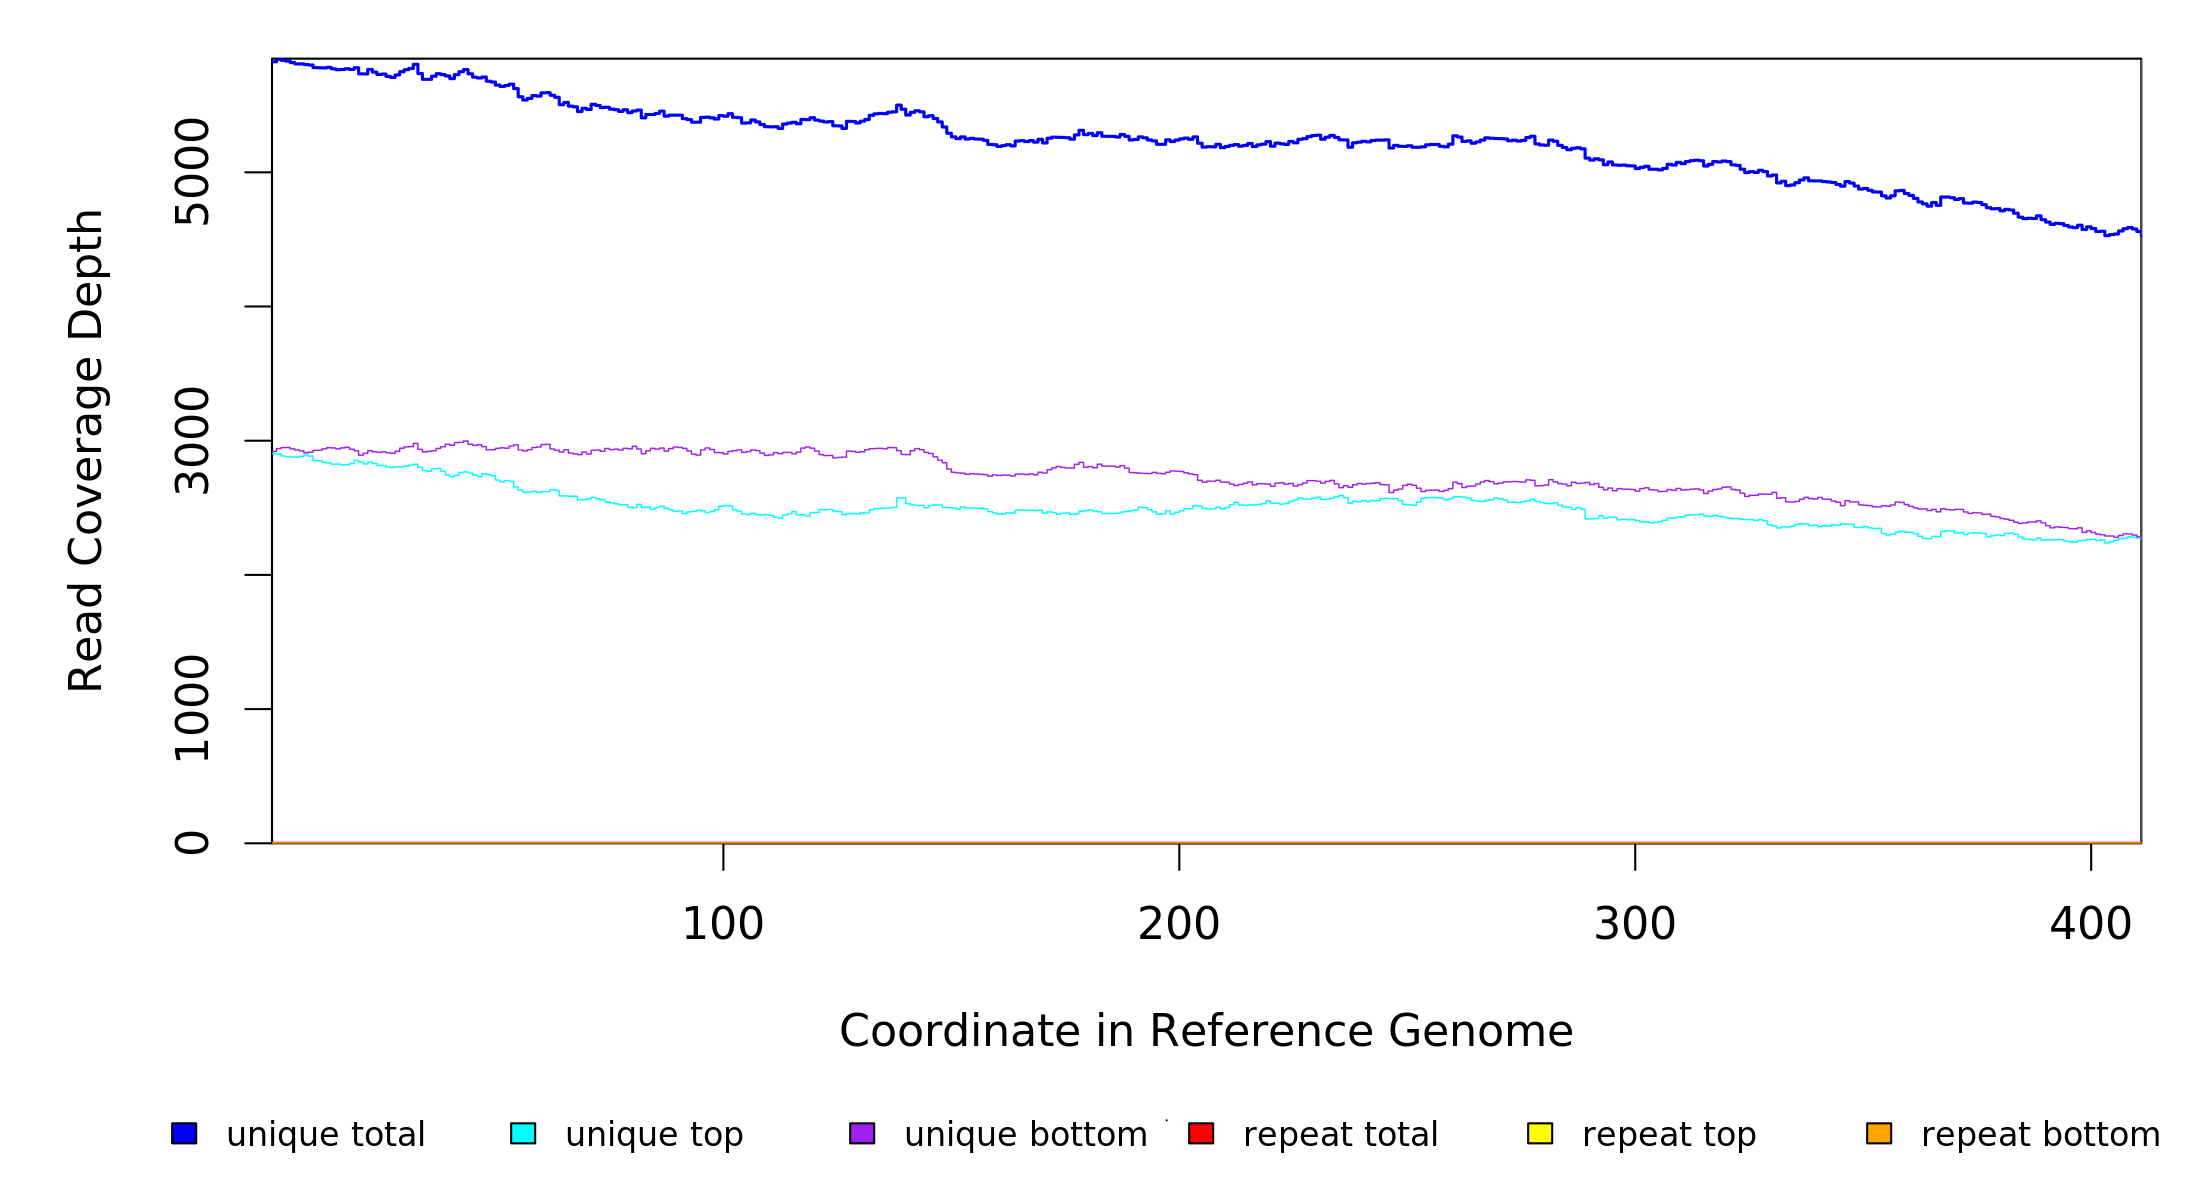 Read Coverage Depth
5000
3000
1000
0
100 200 300 400
Coordinate in Reference Genome
unique total unique top unique bottom repeat total repeat top repeat bottom